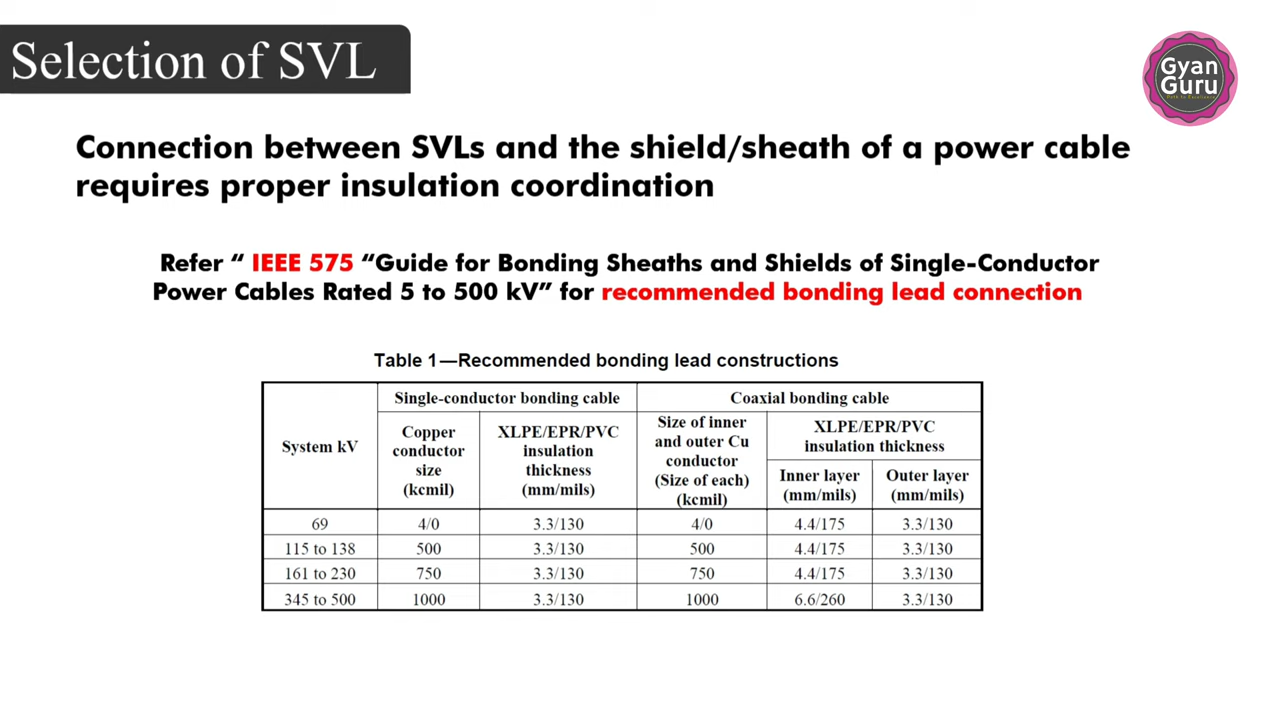 Selection of SVL
Gyan
Guru
Path to Excellence
Connection between SVLs and the shield/sheath of a power cable
requires proper insulation coordination
Refer “ IEEE 575 “Guide for Bonding Sheaths and Shields of Single-Conductor
Power Cables Rated 5 to 500 kV” for recommended bonding lead connection
Table 1—Recommended bonding lead constructions
System kV
Single-conductor bonding cable
Coaxial bonding cable
Copper
conductor
size
(kcmil)
XLPE/EPR/PVC
insulation
thickness
(mm/mils)
Size of inner
and outer Cu
conductor
(Size of each)
(kcmil)
XLPE/EPR/PVC
insulation thickness
Inner layer
(mm/mils)
Outer layer
(mm/mils)
69 4/0 3.3/130 4/0 4.4/175 3.3/130
115 to 138 500 3.3/130 500 4.4/175 3.3/130
161 to 230 750 3.3/130 750 4.4/175 3.3/130
345 to 500 1000 3.3/130 1000 6.6/260 3.3/130